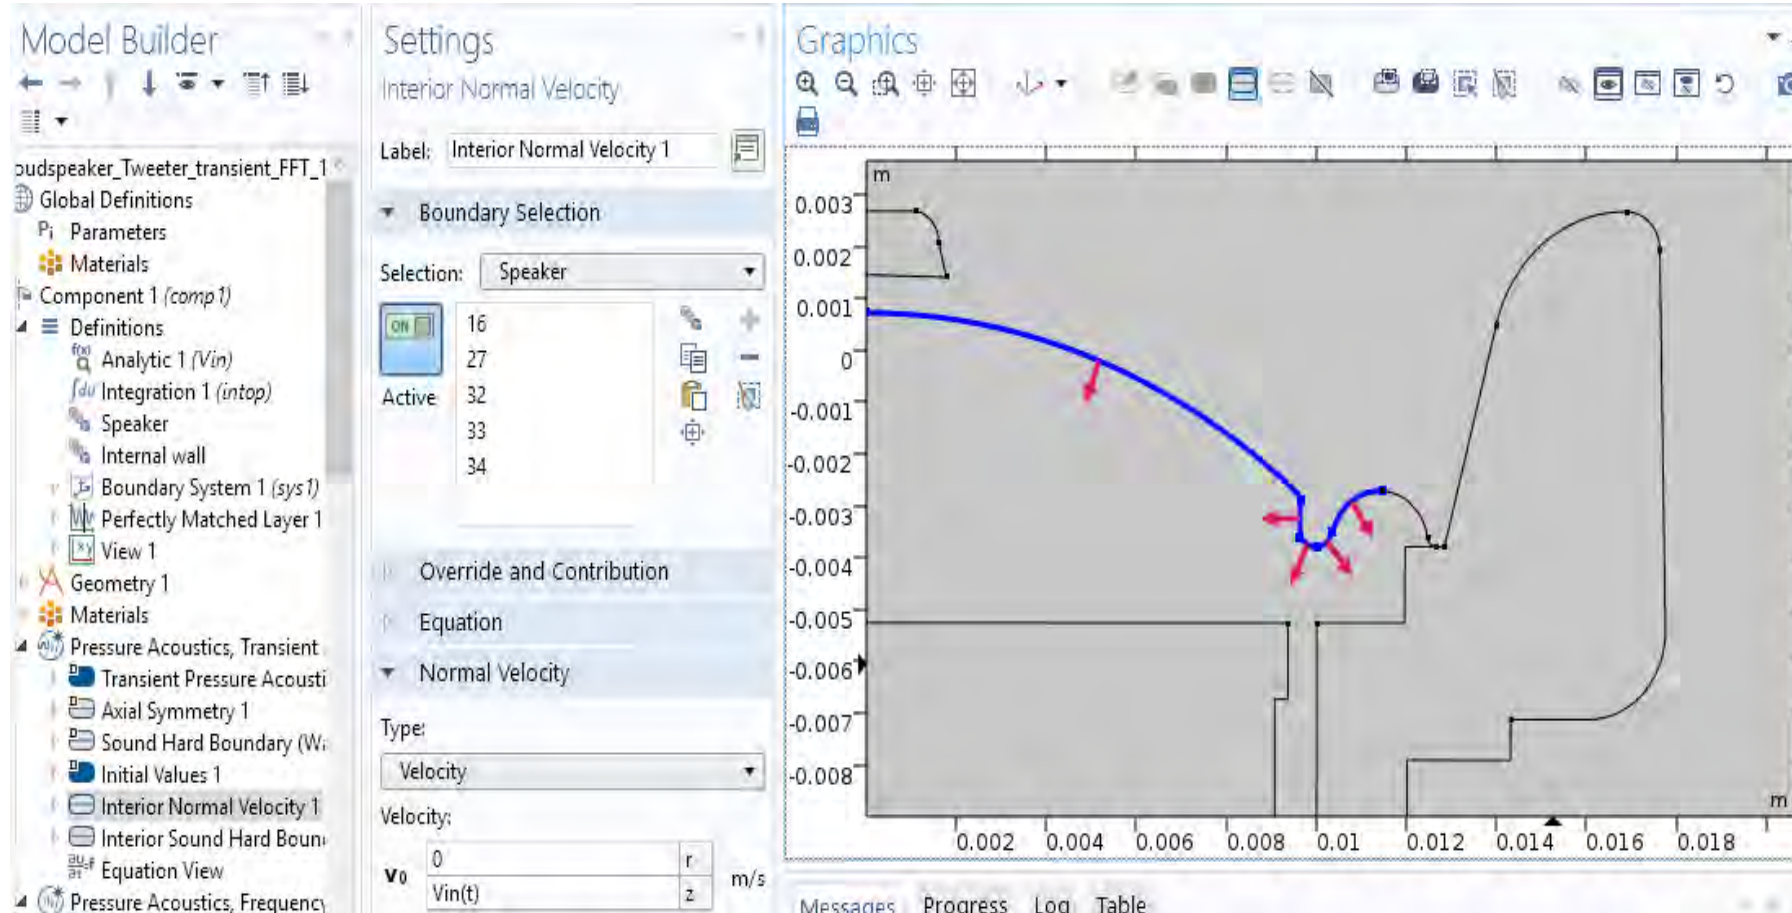 Model Builder
oudspeaker_Tweeter_transient_FFT_1
Global Definitions
Pi Parameters
Materials
Component 1 (comp1)
Definitions
f(x) Analytic 1 (Vin)
∫du Integration 1 (intop)
Speaker
Internal wall
Boundary System 1 (sys1)
Perfectly Matched Layer 1
xy View 1
Geometry 1
Materials
Pressure Acoustics, Transient
Transient Pressure Acousti
Axial Symmetry 1
Sound Hard Boundary (Wa
Initial Values 1
Interior Normal Velocity 1
Interior Sound Hard Boun
Equation View
Pressure Acoustics, Frequency
Settings
Interior Normal Velocity
Label: Interior Normal Velocity 1
Boundary Selection
Selection: Speaker
ON
Active
16
27
32
33
34
Override and Contribution
Equation
Normal Velocity
Type:
Velocity
Velocity:
v0
0 r
Vin(t) z
m/s
Graphics
m
0.003
0.002
0.001
0
-0.001
-0.002
-0.003
-0.004
-0.005
-0.006
-0.007
-0.008
m
0.002 0.004 0.006 0.008 0.01 0.012 0.014 0.016 0.018
Messages Progress Log Table